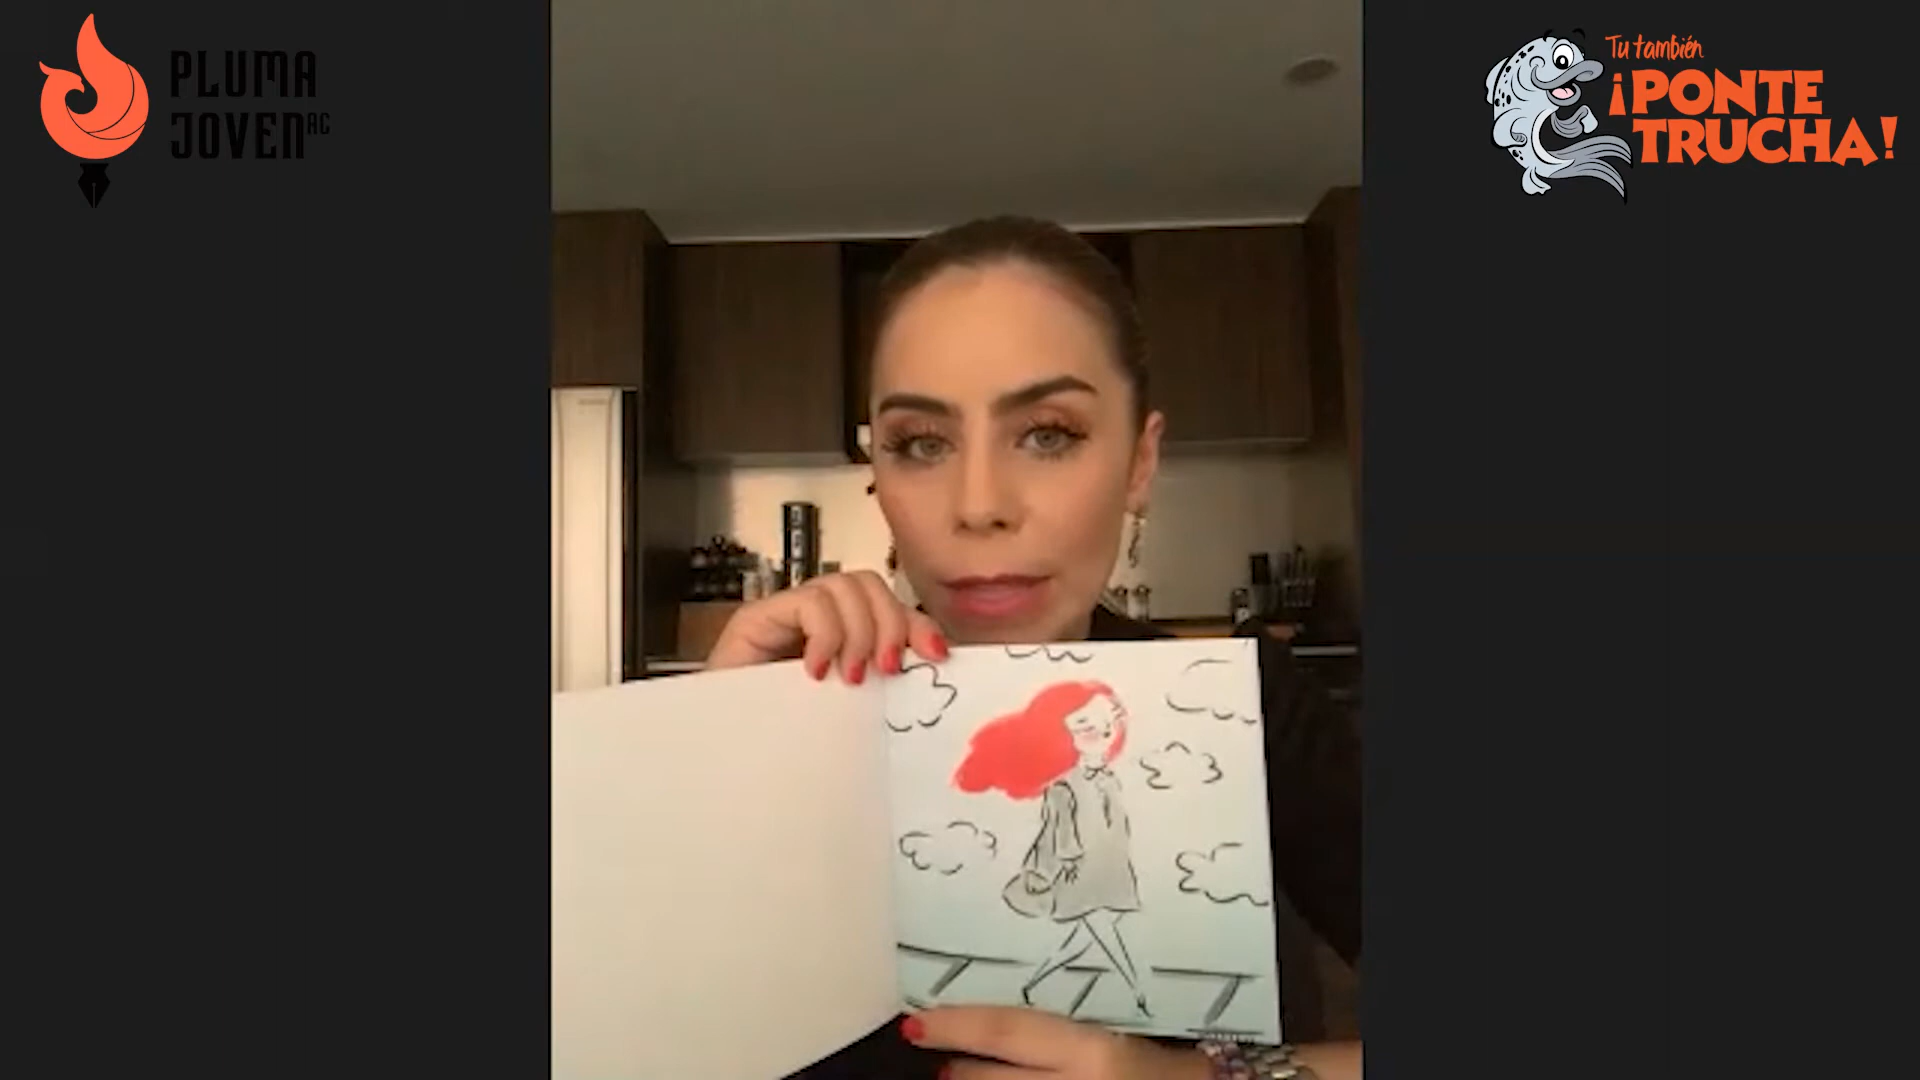 PLUMA
JOVEN AC
Tu también
¡PONTE
TRUCHA!